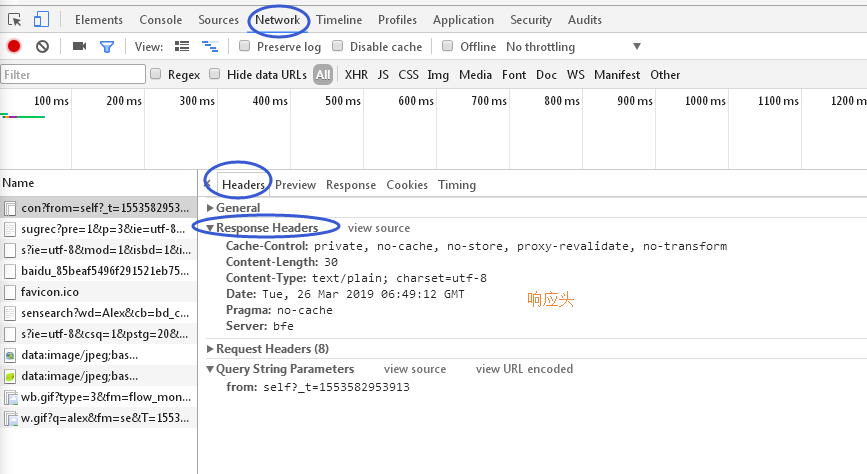 Elements Console Sources Network Timeline Profiles Application Security Audits
View: Preserve log Disable cache Offline No throttling
Filter Regex Hide data URLs All XHR JS CSS Img Media Font Doc WS Manifest Other
100 ms 200 ms 300 ms 400 ms 500 ms 600 ms 700 ms 800 ms 900 ms 1000 ms 1100 ms 1200 ms
Name
con?from=self?_t=1553582953...
sugrec?pre=1&p=3&ie=utf-8...
s?ie=utf-8&mod=1&isbd=1&i...
baidu_85beaf5496f291521eb75...
favicon.ico
sensearch?wd=Alex&cb=bd_c...
s?ie=utf-8&csq=1&pstg=20&...
data:image/jpeg;bas...
data:image/jpeg;bas...
wb.gif?type=3&fm=flow_mon...
w.gif?q=alex&fm=se&T=1553...
Headers Preview Response Cookies Timing
General
Response Headers view source
Cache-Control: private, no-cache, no-store, proxy-revalidate, no-transform
Content-Length: 30
Content-Type: text/plain; charset=utf-8
Date: Tue, 26 Mar 2019 06:49:12 GMT
响应头
Pragma: no-cache
Server: bfe
Request Headers (8)
Query String Parameters view source view URL encoded
from: self?_t=1553582953913